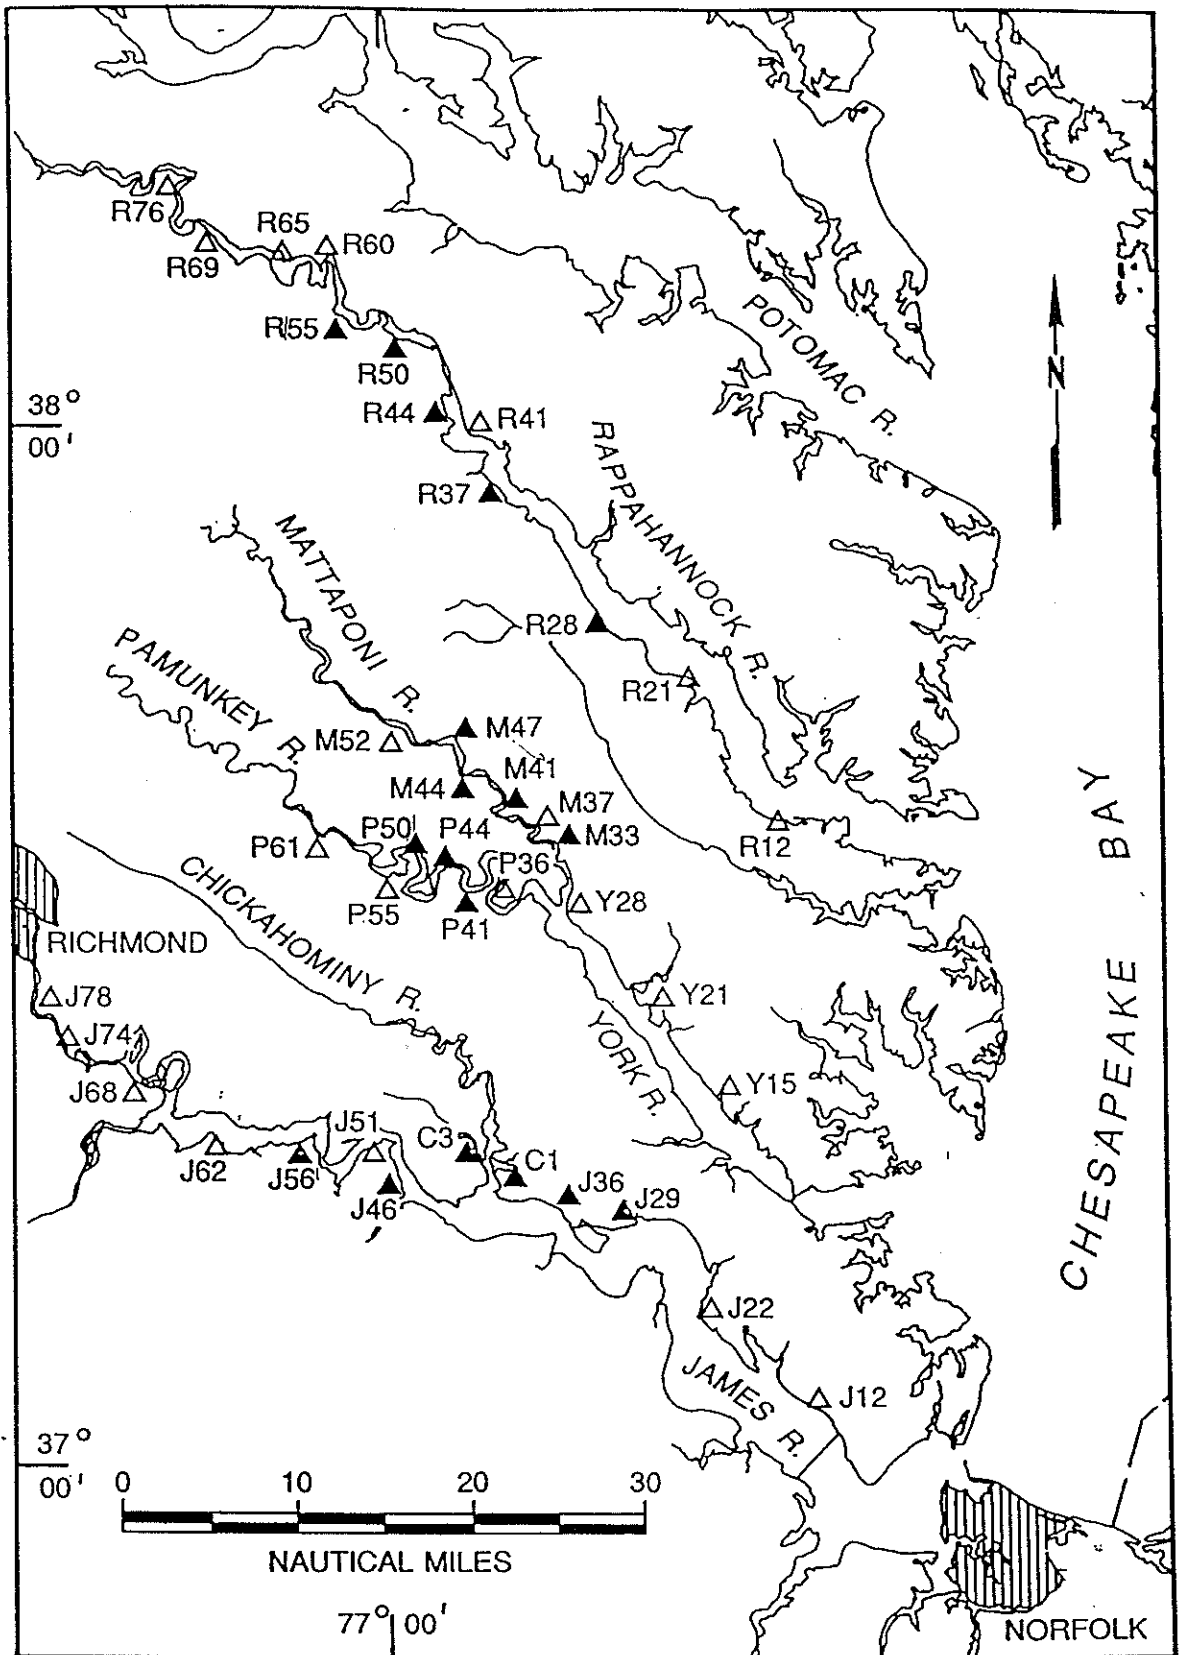 R76
R69
R65
R60
R55
R50
R44
R41
R37
R28
R21
R12
POTOMAC R.
N
38°
00'
RAPPAHANNOCK R.
MATTAPONI R.
PAMUNKEY R.
M52
M47
M44
M41
M37
M33
P61
P50
P44
P36
P55
P41
Y28
Y21
Y15
YORK R.
CHICKAHOMINY R.
RICHMOND
J78
J74
J68
J62
J56
J51
J46
C3
C1
J36
J29
J22
J12
JAMES R.
CHESAPEAKE BAY
37°
00'
0 10 20 30
NAUTICAL MILES
77° 00'
NORFOLK